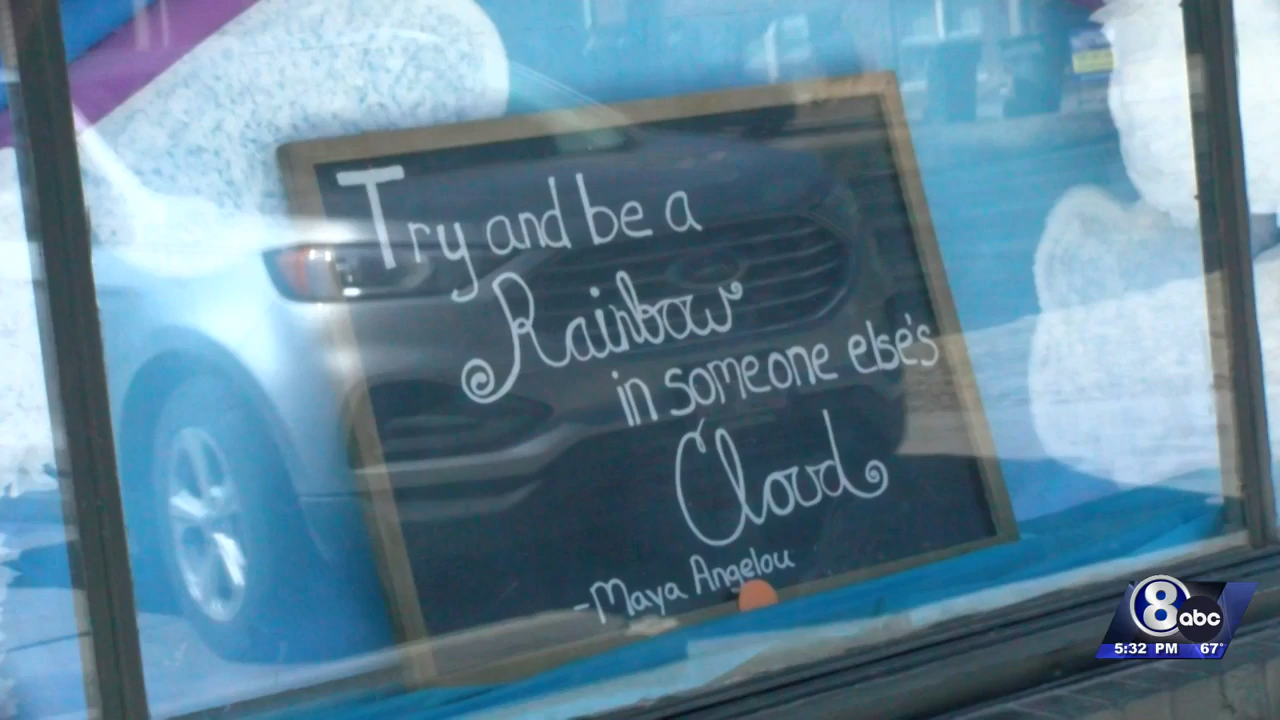 Try and be a
Rainbow
in someone else's
Cloud
-Maya Angelou
8 abc
5:32 PM 67°